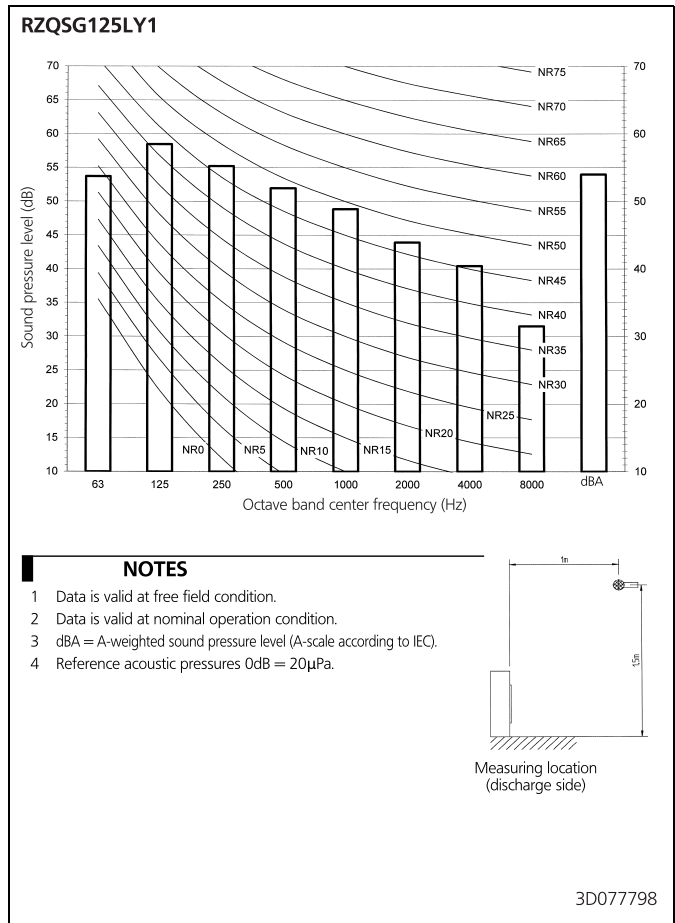 RZQSG125LY1
Sound pressure level (dB)
70 65 60 55 50 45 40 35 30 25 20 15 10
70 60 50 40 30 20 10
NR75
NR70
NR65
NR60
NR55
NR50
NR45
NR40
NR35
NR30
NR25
NR20
NR0 NR5 NR10 NR15
63 125 250 500 1000 2000 4000 8000 dBA
Octave band center frequency (Hz)
NOTES
1 Data is valid at free field condition.
2 Data is valid at nominal operation condition.
3 dBA = A-weighted sound pressure level (A-scale according to IEC).
4 Reference acoustic pressures 0dB = 20μPa.
1m
1,5m
Measuring location
(discharge side)
3D077798